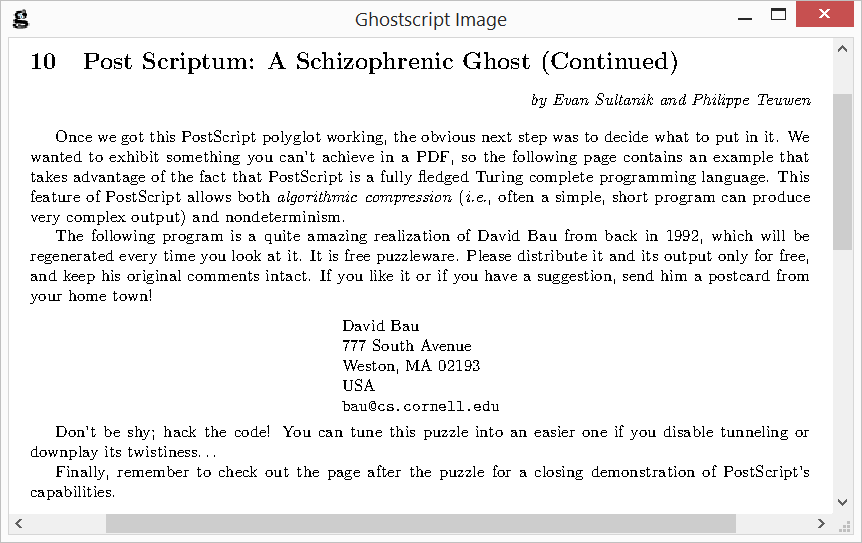 Ghostscript Image
10 Post Scriptum: A Schizophrenic Ghost (Continued)
by Evan Sultanik and Philippe Teuwen
Once we got this PostScript polyglot working, the obvious next step was to decide what to put in it. We
wanted to exhibit something you can't achieve in a PDF, so the following page contains an example that
takes advantage of the fact that PostScript is a fully fledged Turing complete programming language. This
feature of PostScript allows both algorithmic compression (i.e., often a simple, short program can produce
very complex output) and nondeterminism.
The following program is a quite amazing realization of David Bau from back in 1992, which will be
regenerated every time you look at it. It is free puzzleware. Please distribute it and its output only for free,
and keep his original comments intact. If you like it or if you have a suggestion, send him a postcard from
your home town!
David Bau
777 South Avenue
Weston, MA 02193
USA
bau@cs.cornell.edu
Don't be shy; hack the code! You can tune this puzzle into an easier one if you disable tunneling or
downplay its twistiness...
Finally, remember to check out the page after the puzzle for a closing demonstration of PostScript's
capabilities.